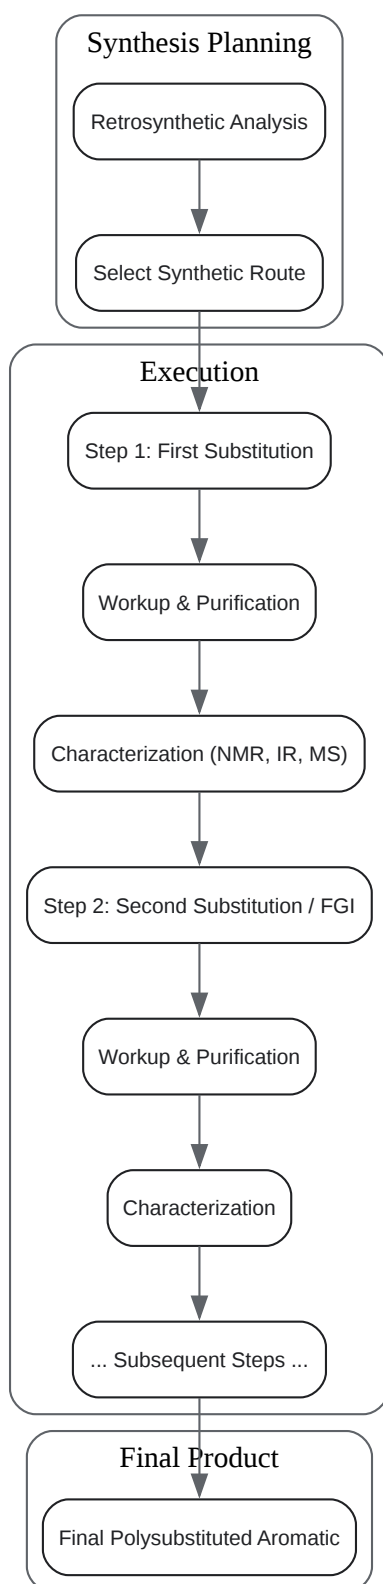 Synthesis Planning
Retrosynthetic Analysis
Select Synthetic Route
Execution
Step 1: First Substitution
Workup & Purification
Characterization (NMR, IR, MS)
Step 2: Second Substitution / FGI
Workup & Purification
Characterization
... Subsequent Steps ...
Final Product
Final Polysubstituted Aromatic